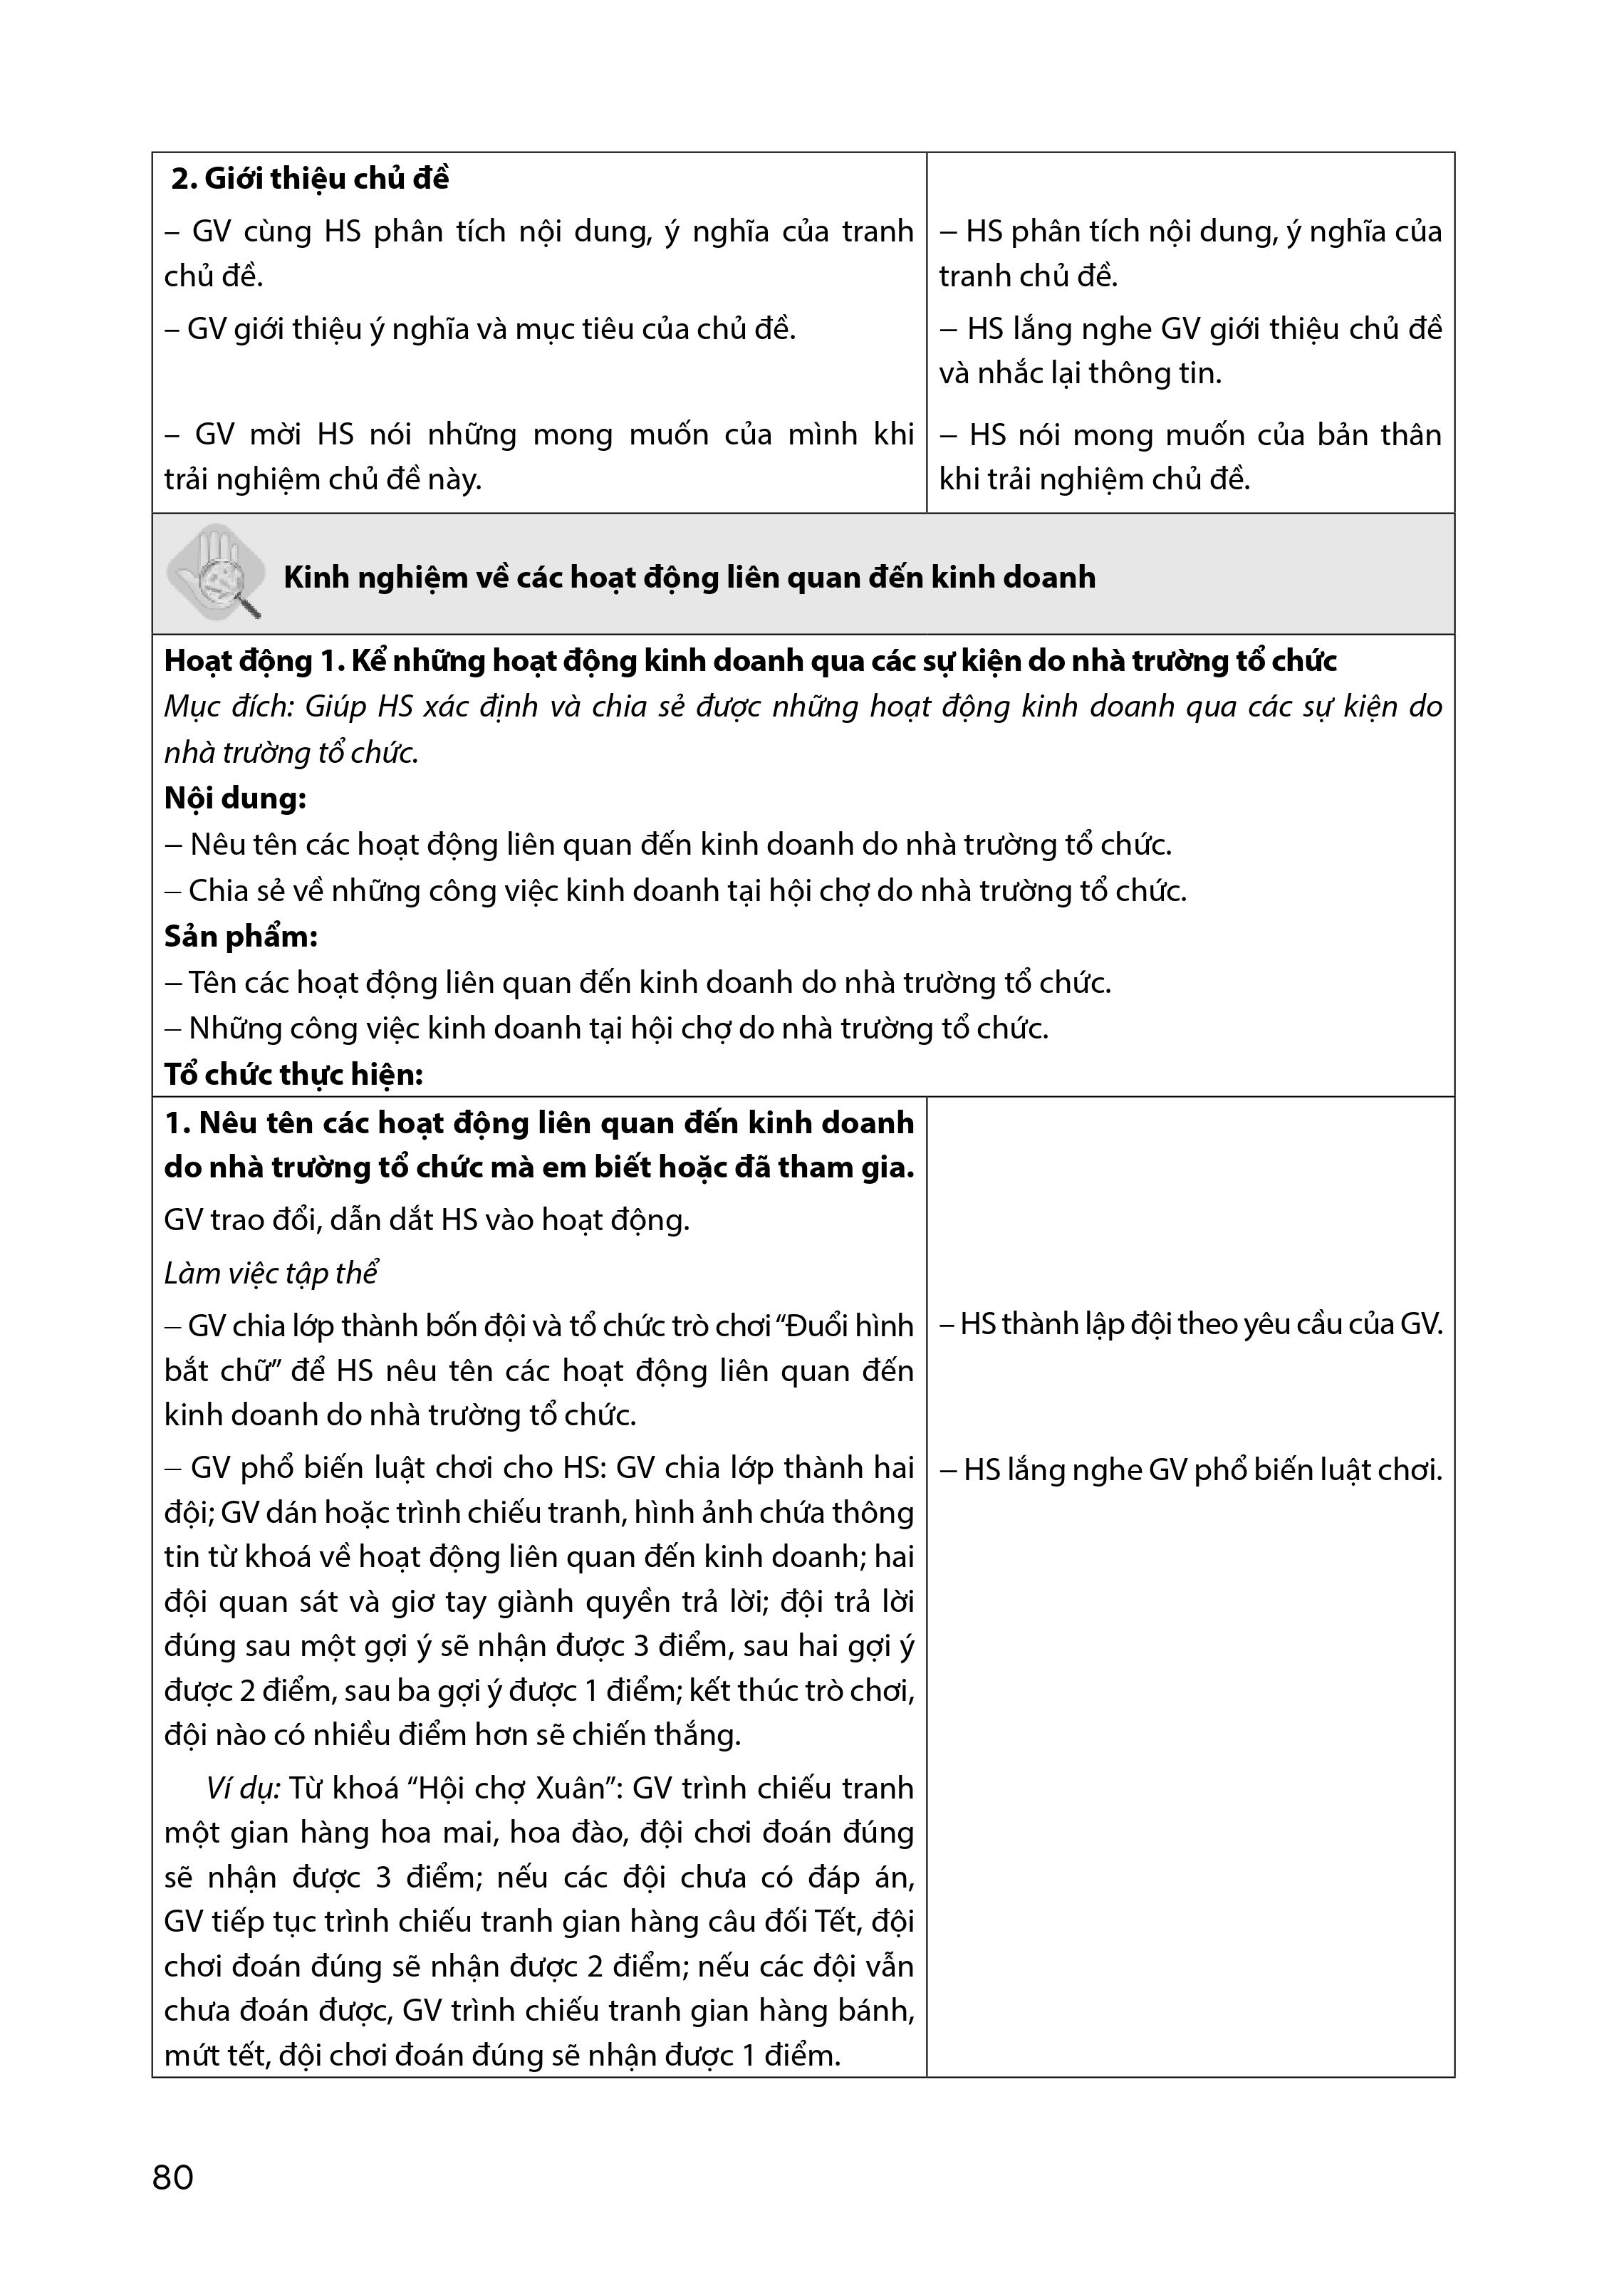 2. Giới thiệu chủ đề
– GV cùng HS phân tích nội dung, ý nghĩa của tranh
chủ đề.
– GV giới thiệu ý nghĩa và mục tiêu của chủ đề.
– GV mời HS nói những mong muốn của mình khi
trải nghiệm chủ đề này.
– HS phân tích nội dung, ý nghĩa của
tranh chủ đề.
– HS lắng nghe GV giới thiệu chủ đề
và nhắc lại thông tin.
– HS nói mong muốn của bản thân
khi trải nghiệm chủ đề.
Kinh nghiệm về các hoạt động liên quan đến kinh doanh
Hoạt động 1. Kể những hoạt động kinh doanh qua các sự kiện do nhà trường tổ chức
Mục đích: Giúp HS xác định và chia sẻ được những hoạt động kinh doanh qua các sự kiện do
nhà trường tổ chức.
Nội dung:
– Nêu tên các hoạt động liên quan đến kinh doanh do nhà trường tổ chức.
– Chia sẻ về những công việc kinh doanh tại hội chợ do nhà trường tổ chức.
Sản phẩm:
– Tên các hoạt động liên quan đến kinh doanh do nhà trường tổ chức.
– Những công việc kinh doanh tại hội chợ do nhà trường tổ chức.
Tổ chức thực hiện:
1. Nêu tên các hoạt động liên quan đến kinh doanh
do nhà trường tổ chức mà em biết hoặc đã tham gia.
GV trao đổi, dẫn dắt HS vào hoạt động.
Làm việc tập thể
– GV chia lớp thành bốn đội và tổ chức trò chơi “Đuổi hình
bắt chữ” để HS nêu tên các hoạt động liên quan đến
kinh doanh do nhà trường tổ chức.
– GV phổ biến luật chơi cho HS: GV chia lớp thành hai
đội; GV dán hoặc trình chiếu tranh, hình ảnh chứa thông
tin từ khoá về hoạt động liên quan đến kinh doanh; hai
đội quan sát và giơ tay giành quyền trả lời; đội trả lời
đúng sau một gợi ý sẽ nhận được 3 điểm, sau hai gợi ý
được 2 điểm, sau ba gợi ý được 1 điểm; kết thúc trò chơi,
đội nào có nhiều điểm hơn sẽ chiến thắng.
Ví dụ: Từ khoá “Hội chợ Xuân”: GV trình chiếu tranh
một gian hàng hoa mai, hoa đào, đội chơi đoán đúng
sẽ nhận được 3 điểm; nếu các đội chưa có đáp án,
GV tiếp tục trình chiếu tranh gian hàng câu đối Tết, đội
chơi đoán đúng sẽ nhận được 2 điểm; nếu các đội vẫn
chưa đoán được, GV trình chiếu tranh gian hàng bánh,
mứt tết, đội chơi đoán đúng sẽ nhận được 1 điểm.
– HS thành lập đội theo yêu cầu của GV.
– HS lắng nghe GV phổ biến luật chơi.
80